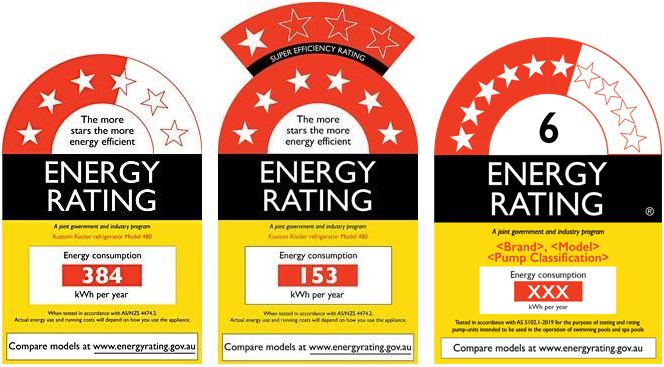 The more
stars the more
energy efficient
ENERGY
RATING
A joint government and industry program
Kustom Kooler refrigerator Model 480
Energy consumption
384
kWh per year
When tested in accordance with AS/NZS 4474.2.
Actual energy use and running costs will depend on how you use the appliance.
Compare models at www.energyrating.gov.au
SUPER EFFICIENCY RATING
The more
stars the more
energy efficient
ENERGY
RATING
A joint government and industry program
Kustom Kooler refrigerator Model 480
Energy consumption
153
kWh per year
When tested in accordance with AS/NZS 4474.2.
Actual energy use and running costs will depend on how you use the appliance.
Compare models at www.energyrating.gov.au
6
ENERGY
RATING ®
A joint government and industry program
<Brand>, <Model>
<Pump Classification>
Energy consumption
XXX
kWh per year
Tested in accordance with AS 5102.1-2019 for the purpose of testing and rating
pump-units intended to be used in the operation of swimming pools and spa pools
Compare models at www.energyrating.gov.au